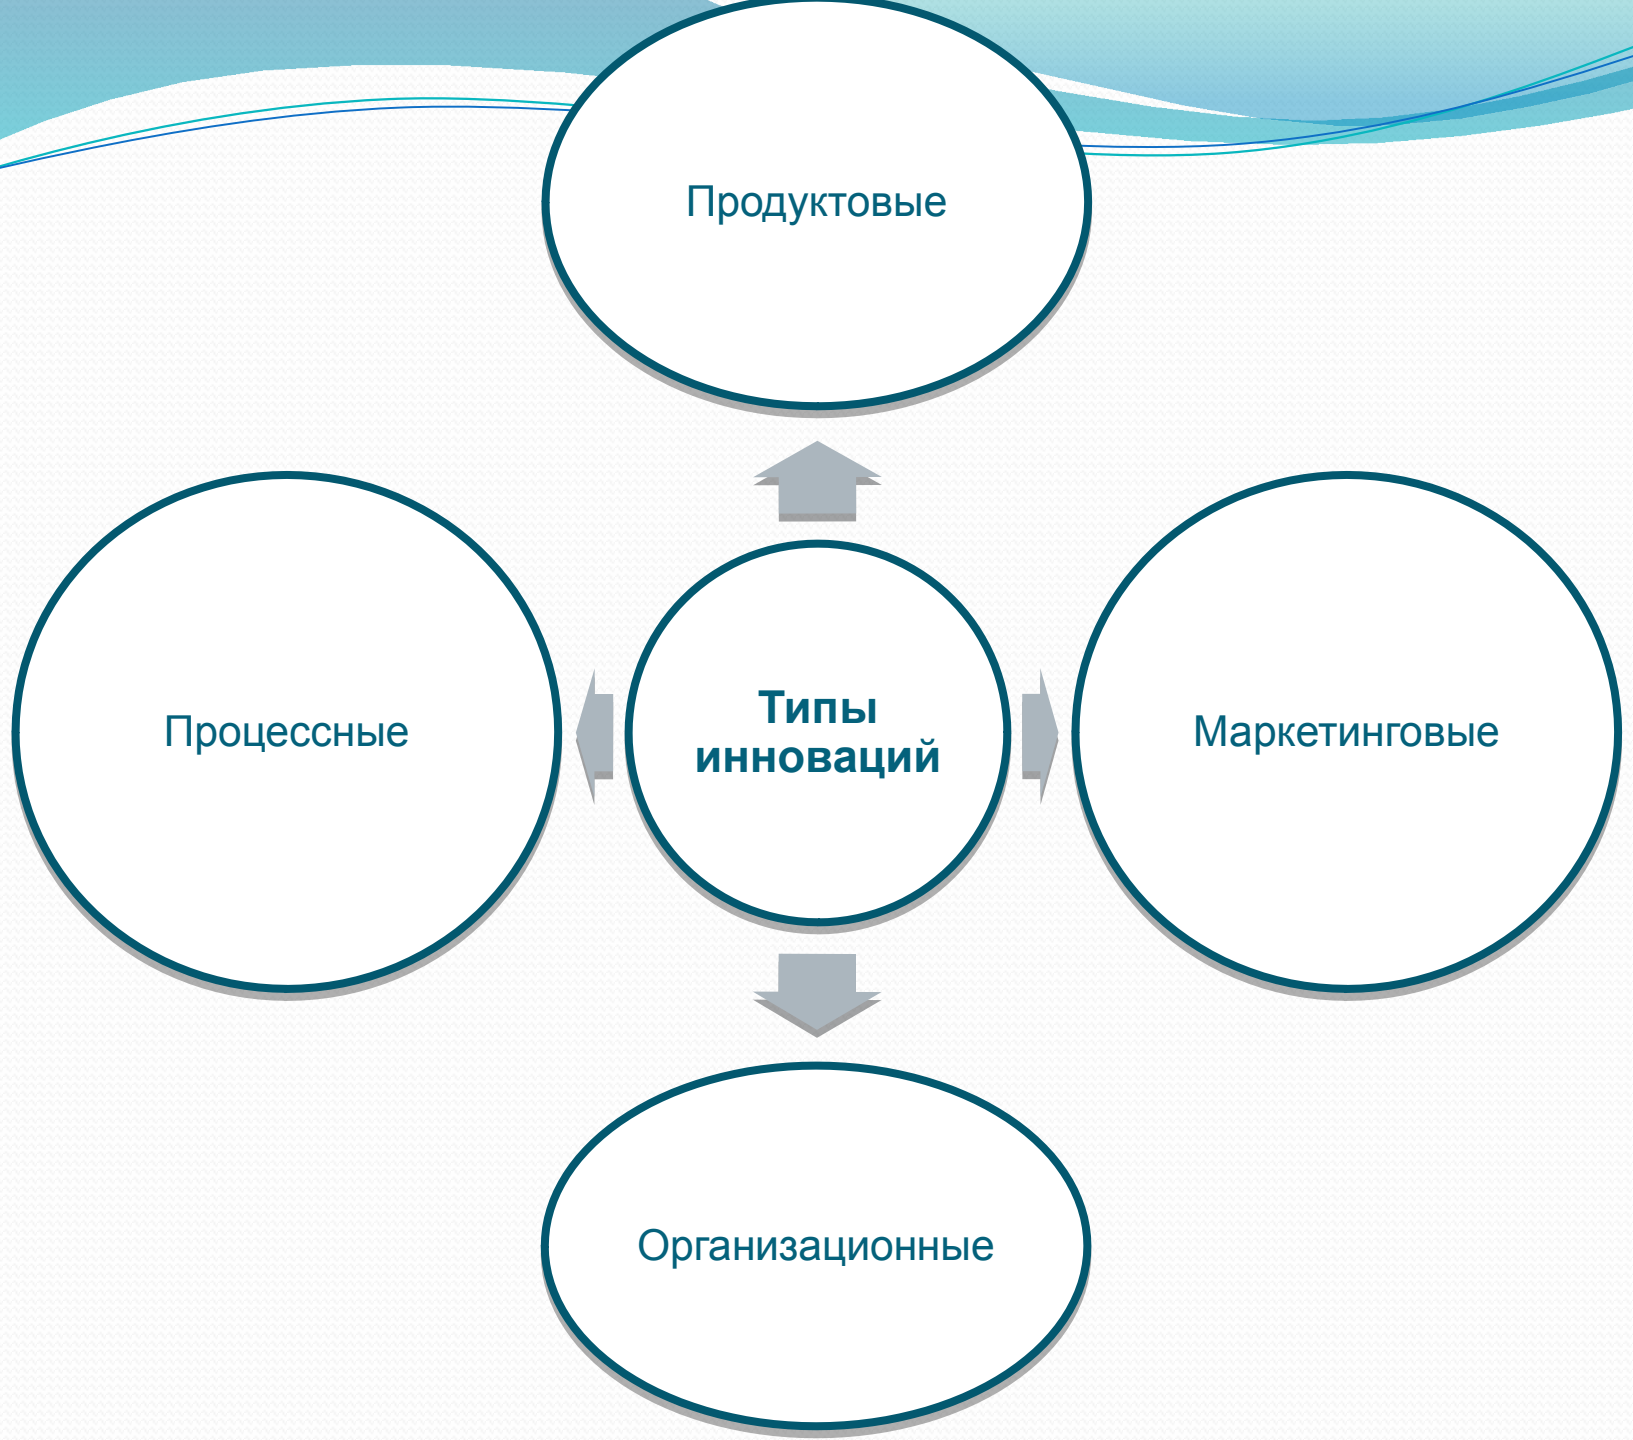 Продуктовые
Процессные
Типы
инноваций
Маркетинговые
Организационные